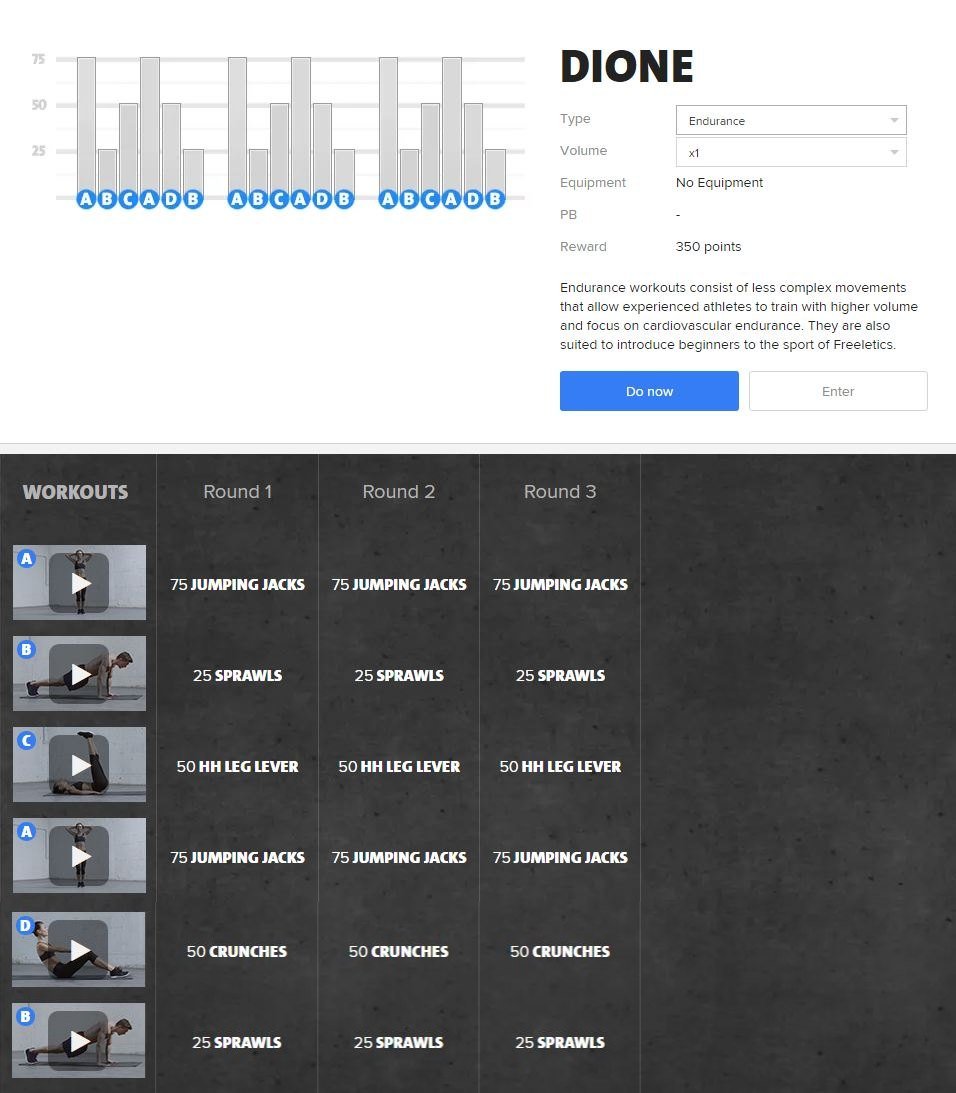 75
50
25
A B C A D B A B C A D B A B C A D B
DIONE
Type Endurance
Volume x1
Equipment No Equipment
PB -
Reward 350 points
Endurance workouts consist of less complex movements
that allow experienced athletes to train with higher volume
and focus on cardiovascular endurance. They are also
suited to introduce beginners to the sport of Freeletics.
Do now Enter
WORKOUTS Round 1 Round 2 Round 3
A 75 JUMPING JACKS 75 JUMPING JACKS 75 JUMPING JACKS
B 25 SPRAWLS 25 SPRAWLS 25 SPRAWLS
C 50 HH LEG LEVER 50 HH LEG LEVER 50 HH LEG LEVER
A 75 JUMPING JACKS 75 JUMPING JACKS 75 JUMPING JACKS
D 50 CRUNCHES 50 CRUNCHES 50 CRUNCHES
B 25 SPRAWLS 25 SPRAWLS 25 SPRAWLS